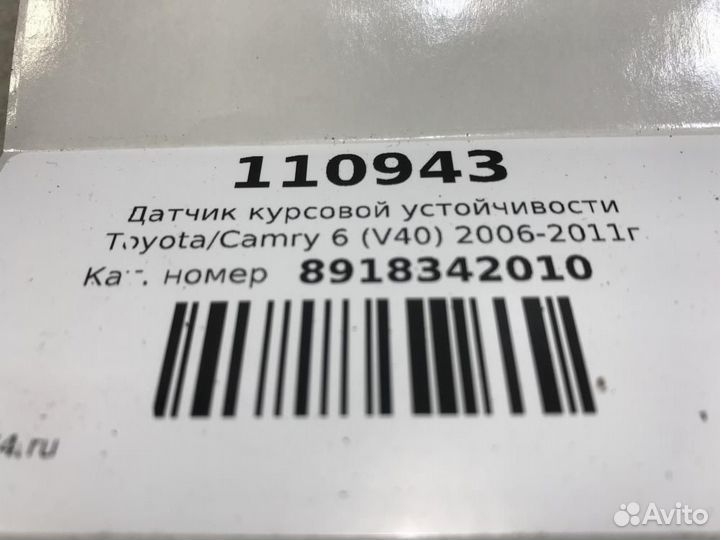 110943
Датчик курсовой устойчивости
Toyota/Camry 6 (V40) 2006-2011г
Кат. номер 8918342010
4.ru
Avito